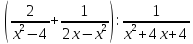 (2/(x²−4) + 1/(2x−x²)) : 1/(x²+4x+4)